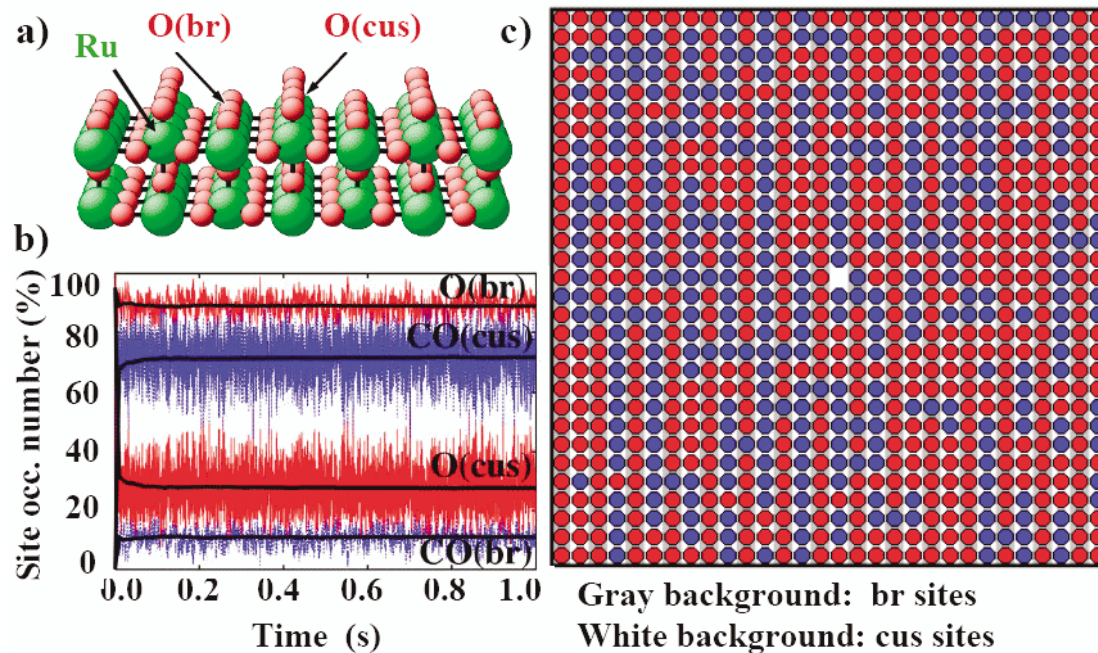 a)
O(br)
O(cus)
Ru
b)
Site occ. number (%)
100
80
60
40
20
0
O(br)
CO(cus)
O(cus)
CO(br)
0.0 0.2 0.4 0.6 0.8 1.0
Time (s)
c)
Gray background: br sites
White background: cus sites